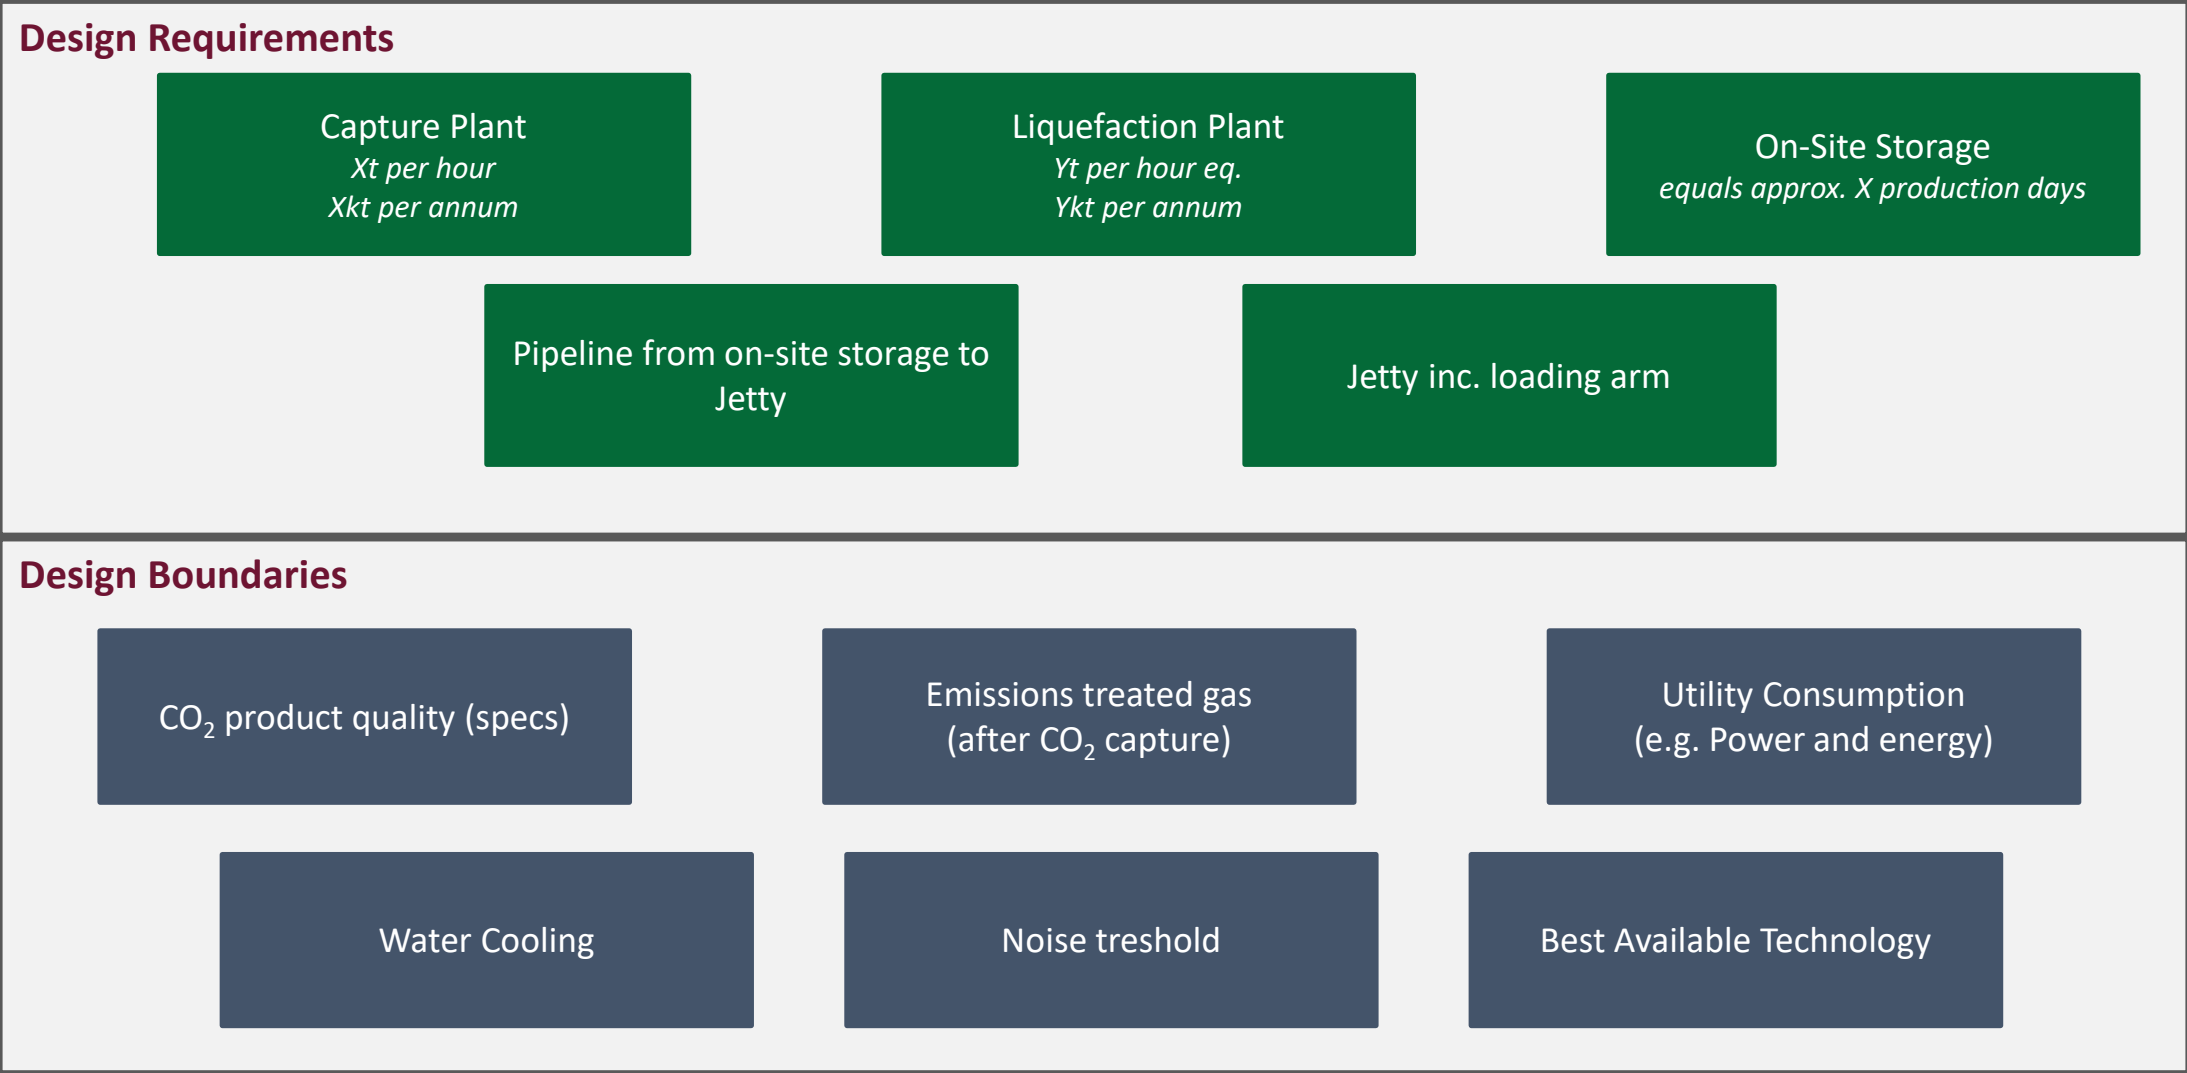 Design Requirements
Capture Plant
Xt per hour
Xkt per annum
Liquefaction Plant
Yt per hour eq.
Ykt per annum
On-Site Storage
equals approx. X production days
Pipeline from on-site storage to
Jetty
Jetty inc. loading arm
Design Boundaries
CO₂ product quality (specs)
Emissions treated gas
(after CO₂ capture)
Utility Consumption
(e.g. Power and energy)
Water Cooling
Noise treshold
Best Available Technology